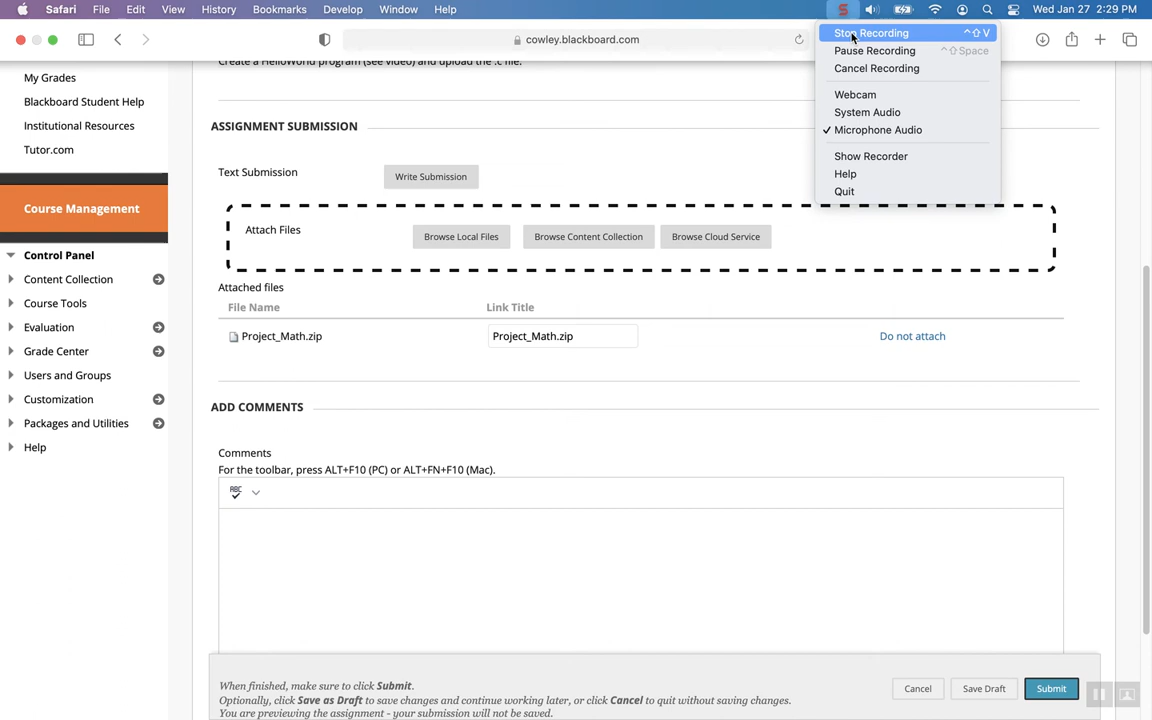 Safari File Edit View History Bookmarks Develop Window Help Wed Jan 27 2:29 PM
cowley.blackboard.com
Stop Recording ^⇧V
Pause Recording ^⇧Space
Cancel Recording
Webcam
System Audio
✓ Microphone Audio
Show Recorder
Help
Quit
My Grades
Blackboard Student Help
Institutional Resources
Tutor.com
Course Management
Control Panel
Content Collection
Course Tools
Evaluation
Grade Center
Users and Groups
Customization
Packages and Utilities
Help
Create a HelloWorld program (see video) and upload the .c file.
ASSIGNMENT SUBMISSION
Text Submission Write Submission
Attach Files Browse Local Files Browse Content Collection Browse Cloud Service
Attached files
File Name Link Title
Project_Math.zip Project_Math.zip Do not attach
ADD COMMENTS
Comments
For the toolbar, press ALT+F10 (PC) or ALT+FN+F10 (Mac).
ABC
When finished, make sure to click Submit.
Optionally, click Save as Draft to save changes and continue working later, or click Cancel to quit without saving changes.
You are previewing the assignment - your submission will not be saved.
Cancel Save Draft Submit